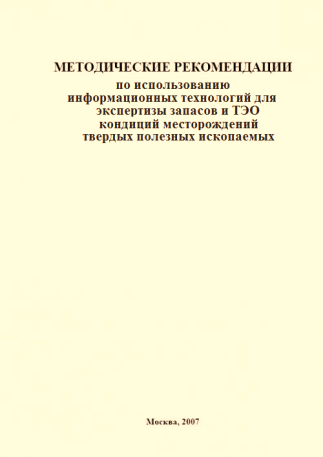 МЕТОДИЧЕСКИЕ РЕКОМЕНДАЦИИ
по использованию
информационных технологий для
экспертизы запасов и ТЭО
кондиций месторождений
твердых полезных ископаемых
Москва, 2007